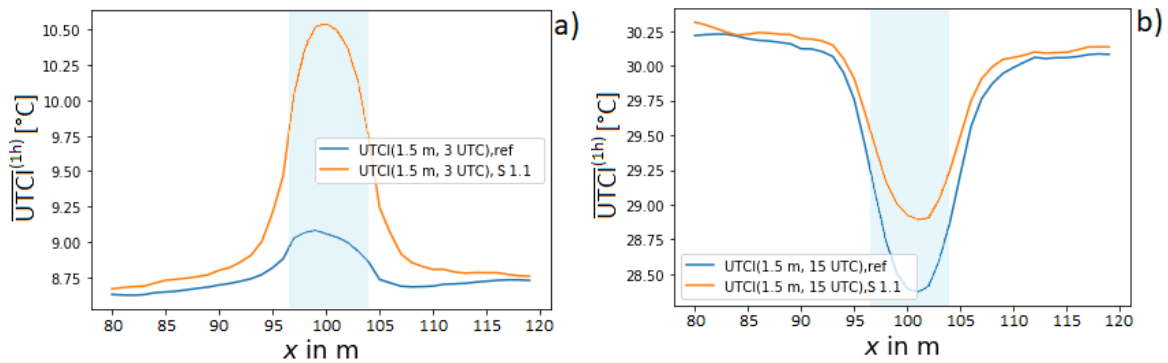 a)
10.50
10.25
10.00
9.75
9.50
9.25
9.00
8.75
UTCI(1.5 m, 3 UTC),ref
UTCI(1.5 m, 3 UTC), S 1.1
80 85 90 95 100 105 110 115 120
x in m
UTCI(1h) [°C]
b)
30.25
30.00
29.75
29.50
29.25
29.00
28.75
28.50
UTCI(1.5 m, 15 UTC),ref
UTCI(1.5 m, 15 UTC),S 1.1
80 85 90 95 100 105 110 115 120
x in m
UTCI(1h) [°C]